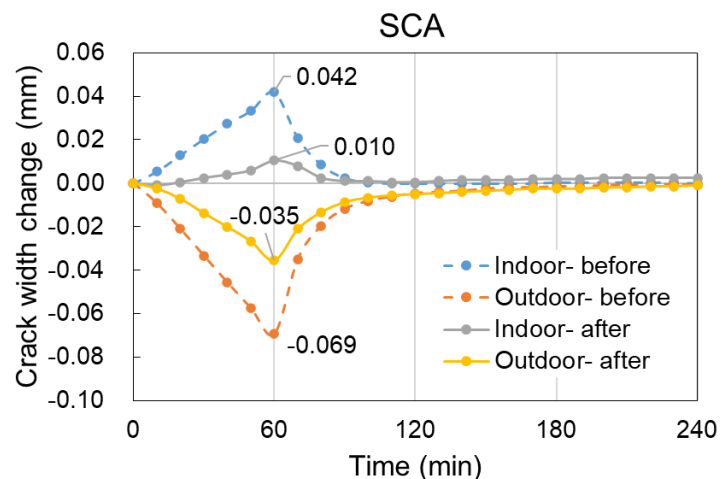 SCA
Crack width change (mm)
0.06
0.04
0.02
0.00
-0.02
-0.04
-0.06
-0.08
-0.10
0.042
0.010
-0.035
-0.069
Indoor- before
Outdoor- before
Indoor- after
Outdoor- after
0 60 120 180 240
Time (min)